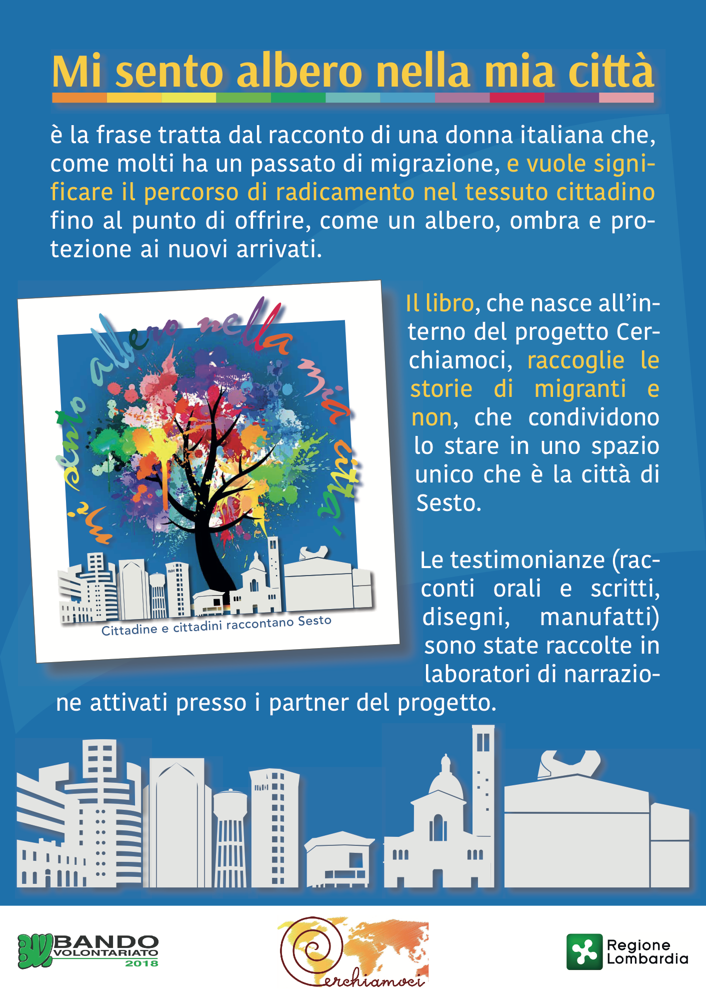 Mi sento albero nella mia città
è la frase tratta dal racconto di una donna italiana che,
come molti ha un passato di migrazione, e vuole signi-
ficare il percorso di radicamento nel tessuto cittadino
fino al punto di offrire, come un albero, ombra e pro-
tezione ai nuovi arrivati.
mi sento albero nella mia citta'
Cittadine e cittadini raccontano Sesto
Il libro, che nasce all'in-
terno del progetto Cer-
chiamoci, raccoglie le
storie di migranti e
non, che condividono
lo stare in uno spazio
unico che è la città di
Sesto.
Le testimonianze (rac-
conti orali e scritti,
disegni, manufatti)
sono state raccolte in
laboratori di narrazio-
ne attivati presso i partner del progetto.
BANDO
VOLONTARIATO
2018
Cerchiamoci
Regione
Lombardia